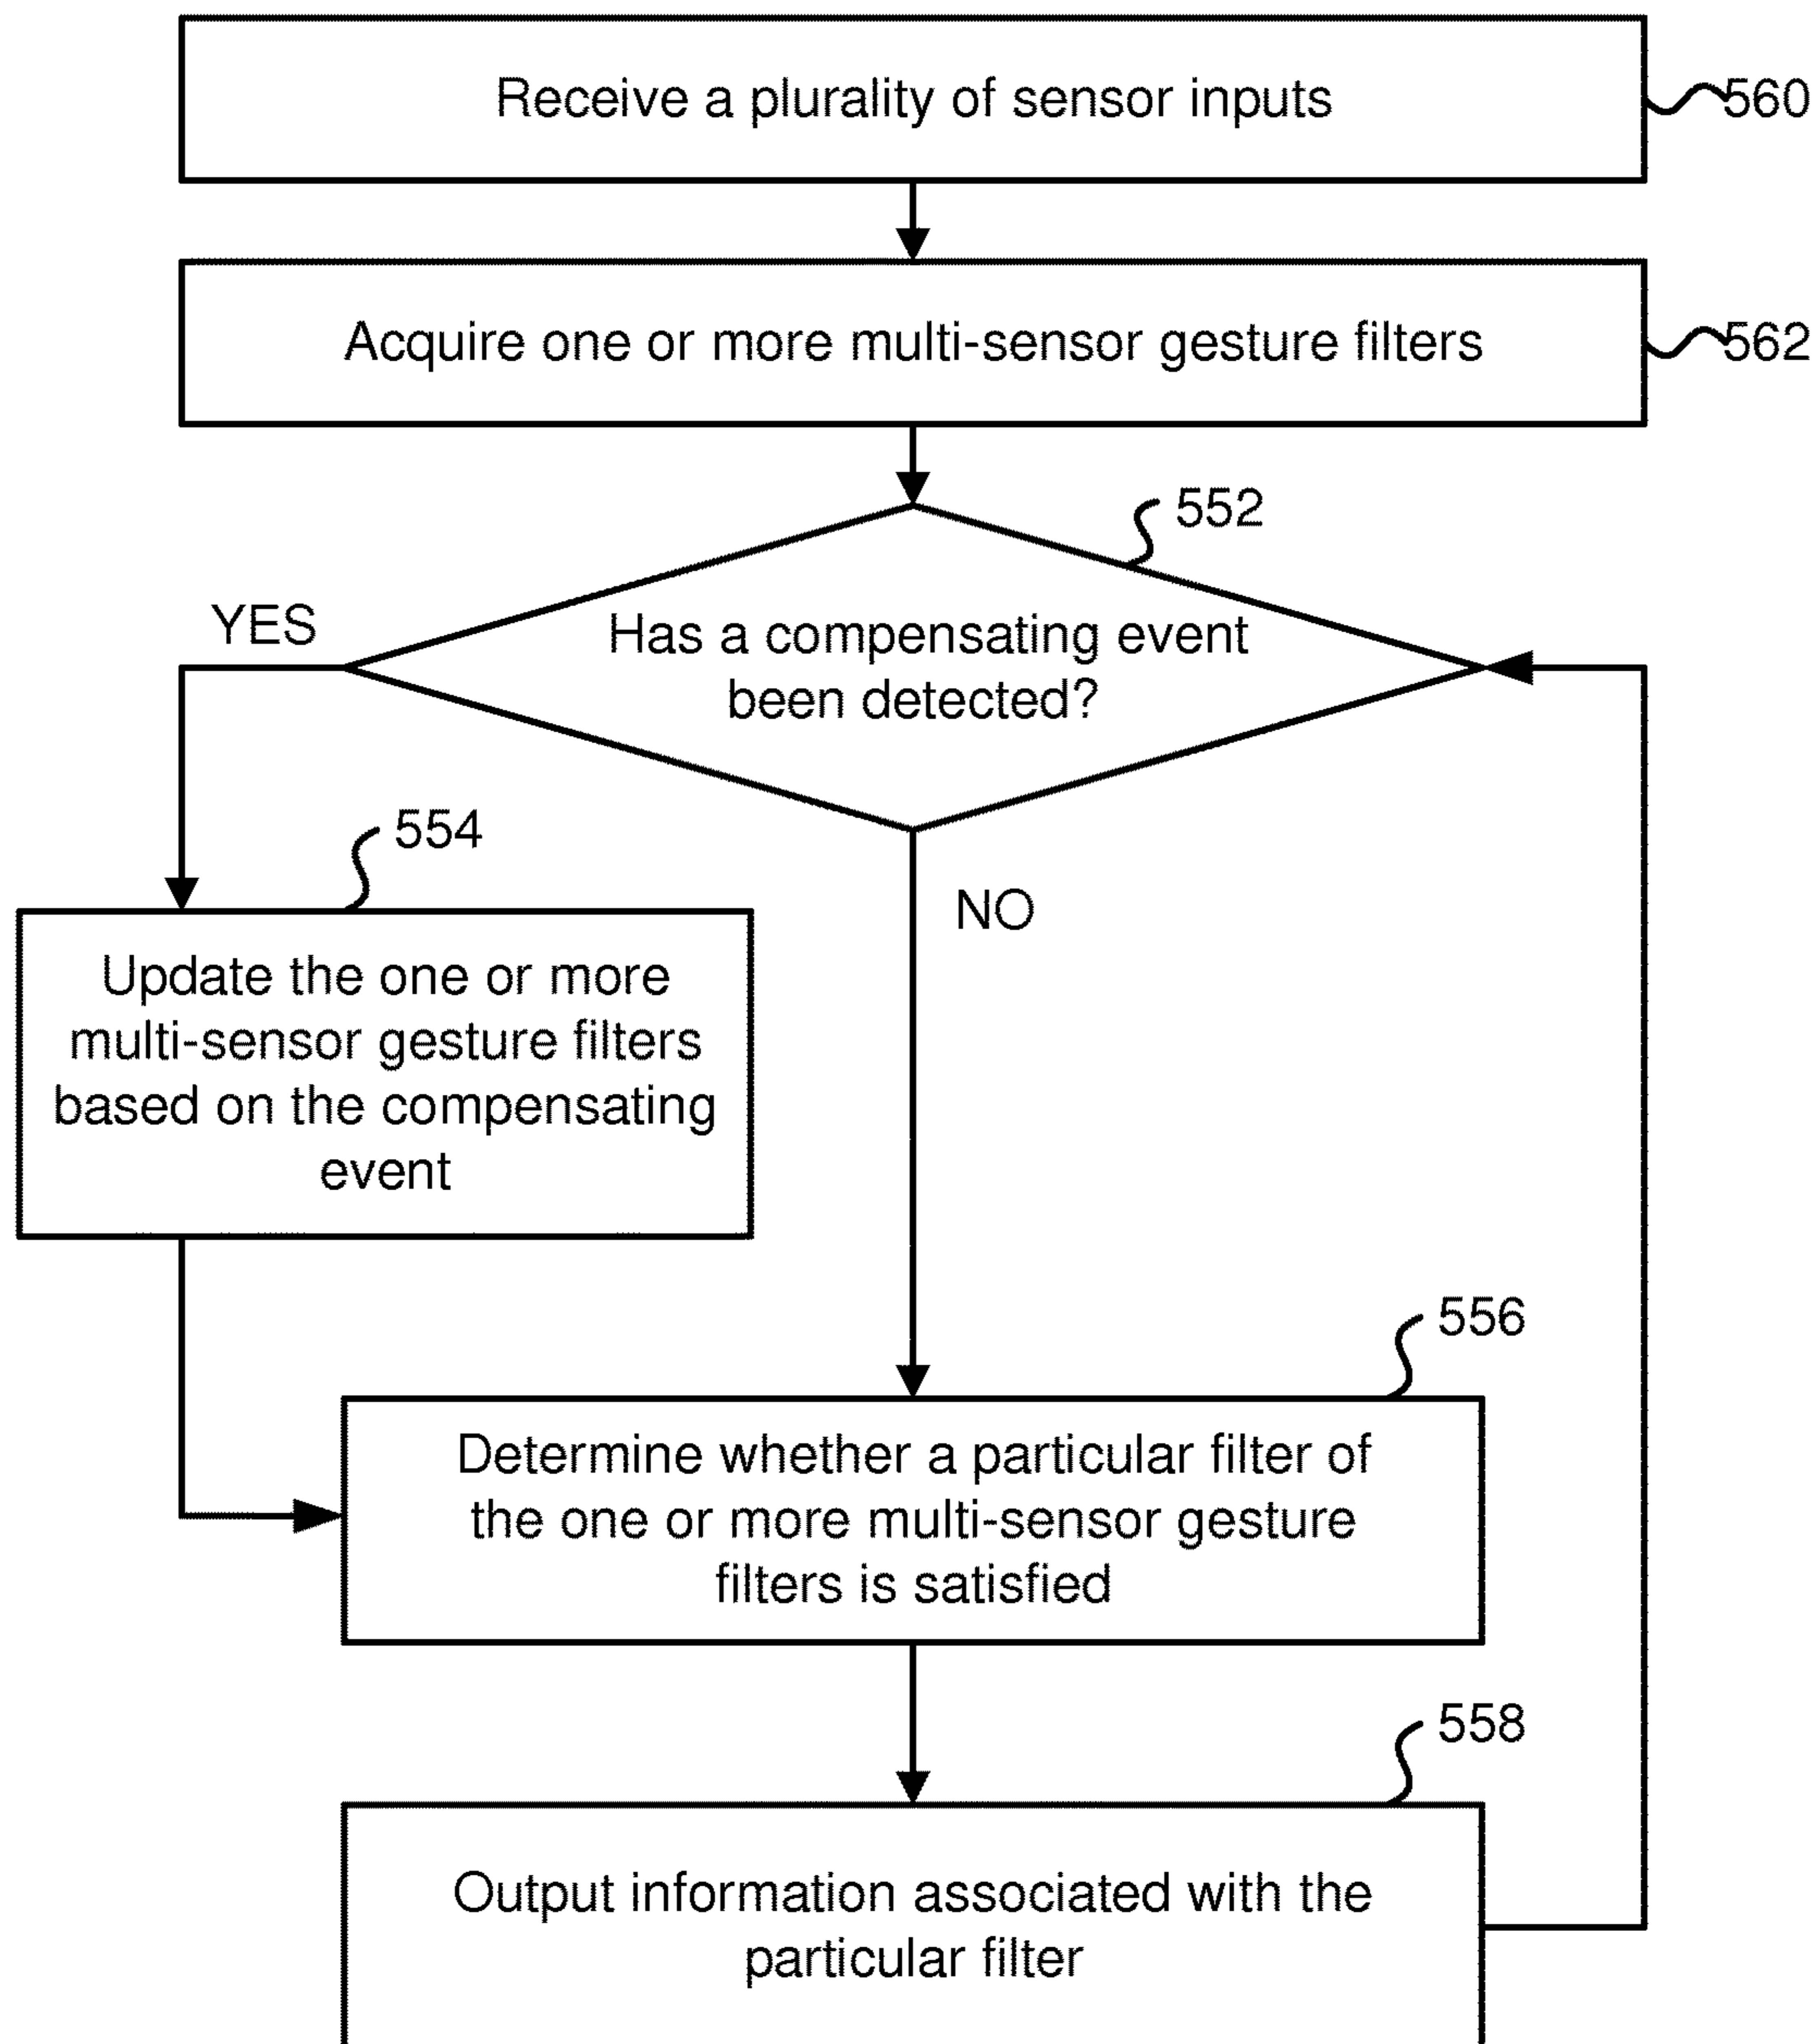 Receive a plurality of sensor inputs
560
Acquire one or more multi-sensor gesture filters
562
552
YES
Has a compensating event
been detected?
554
NO
Update the one or more
multi-sensor gesture filters
based on the compensating
event
556
Determine whether a particular filter of
the one or more multi-sensor gesture
filters is satisfied
558
Output information associated with the
particular filter